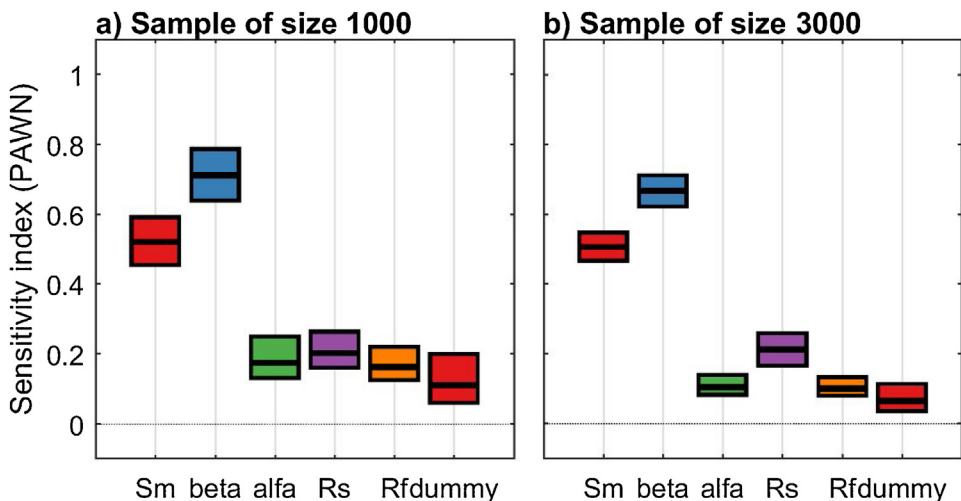 a) Sample of size 1000
b) Sample of size 3000
Sensitivity index (PAWN)
1
0.8
0.6
0.4
0.2
0
Sm beta alfa Rs Rfdummy
Sm beta alfa Rs Rfdummy